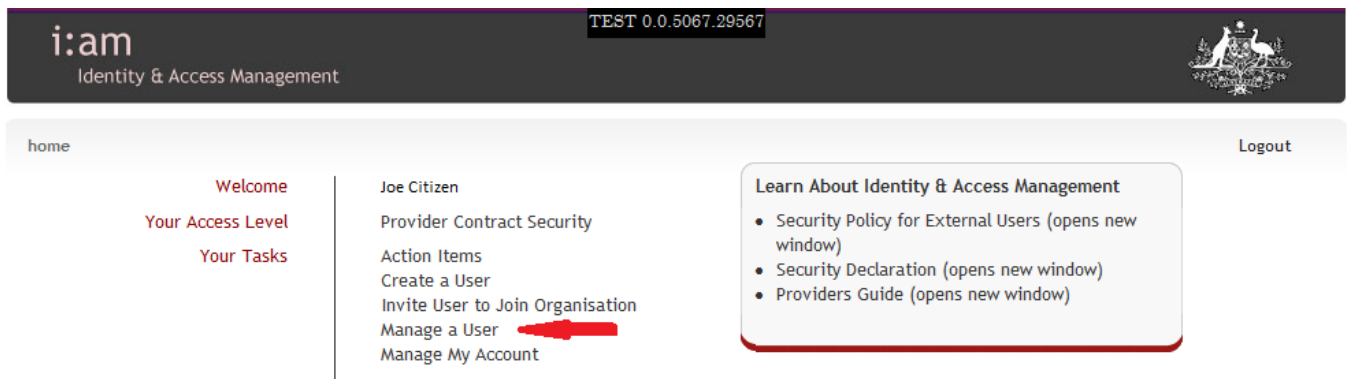 TEST 0.0.5067.29567
i:am
Identity & Access Management
home
Logout
Welcome
Joe Citizen
Your Access Level
Provider Contract Security
Your Tasks
Action Items
Create a User
Invite User to Join Organisation
Manage a User
Manage My Account
Learn About Identity & Access Management
• Security Policy for External Users (opens new
window)
• Security Declaration (opens new window)
• Providers Guide (opens new window)